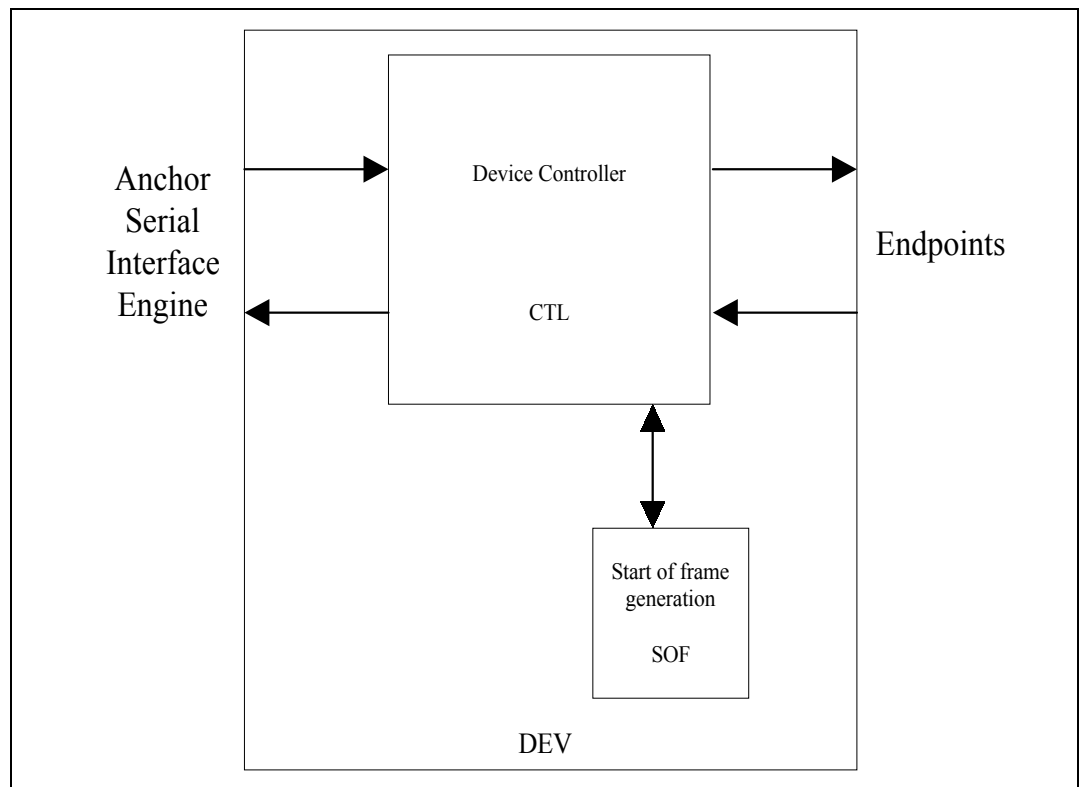 Anchor
Serial
Interface
Engine
Device Controller
CTL
Endpoints
Start of frame
generation
SOF
DEV